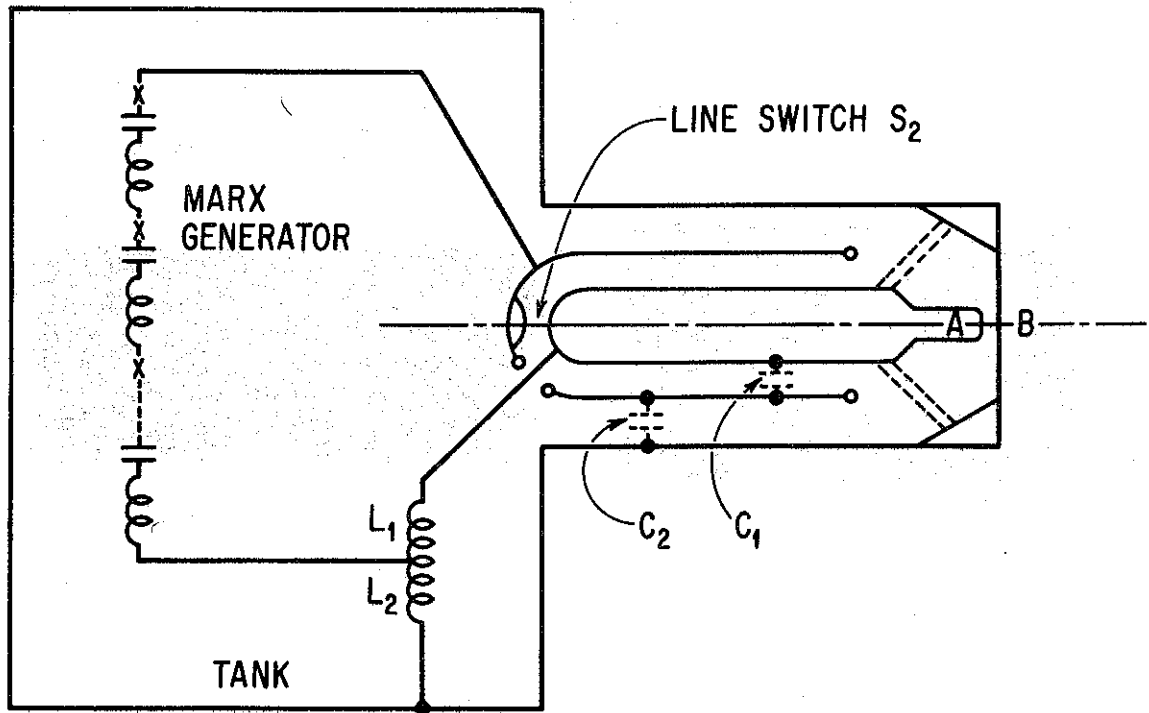 LINE SWITCH S₂
MARX
GENERATOR
A B
L₁
L₂
C₂
C₁
TANK